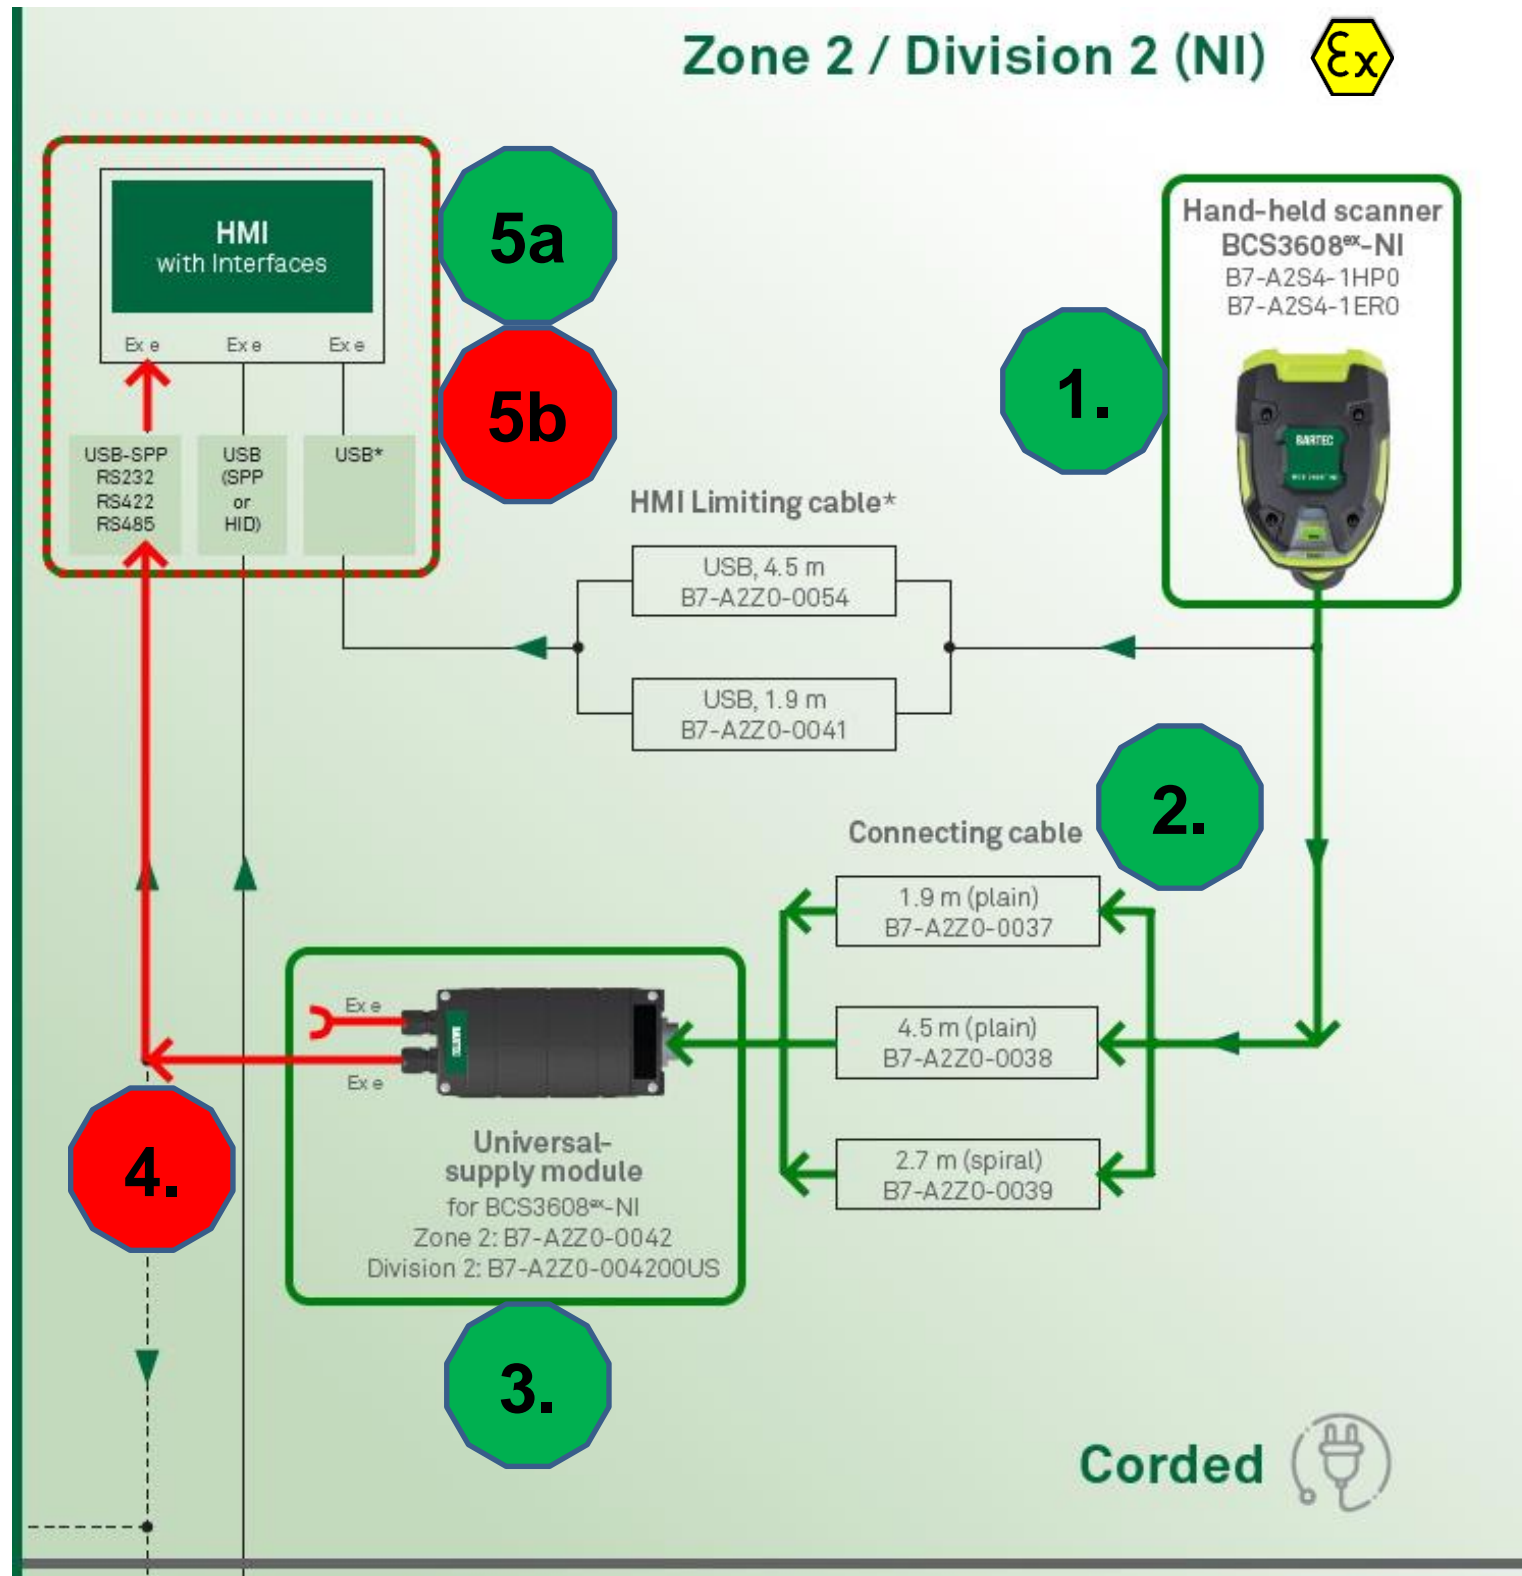 Zone 2 / Division 2 (NI)
Ɛx
HMI
with Interfaces
Ex e
Ex e
Ex e
USB-SPP
RS232
RS422
RS485
USB
(SPP
or
HID)
USB*
5a
5b
Hand-held scanner
BCS3608ᵉˣ-NI
B7-A2S4-1HP0
B7-A2S4-1ER0
BARTEC
1.
HMI Limiting cable*
USB, 4.5 m
B7-A2Z0-0054
USB, 1.9 m
B7-A2Z0-0041
2.
Connecting cable
1.9 m (plain)
B7-A2Z0-0037
4.5 m (plain)
B7-A2Z0-0038
2.7 m (spiral)
B7-A2Z0-0039
Ex e
Ex e
Universal-
supply module
for BCS3608ᵉˣ-NI
Zone 2: B7-A2Z0-0042
Division 2: B7-A2Z0-004200US
4.
3.
Corded